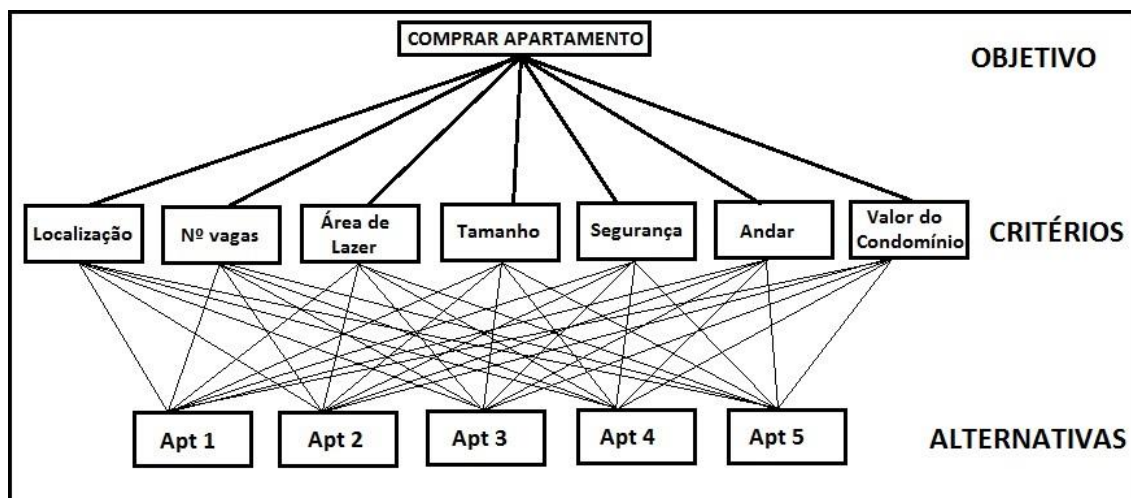 COMPRAR APARTAMENTO
OBJETIVO
Localização
Nº vagas
Área de
Lazer
Tamanho
Segurança
Andar
Valor do
Condomínio
CRITÉRIOS
Apt 1
Apt 2
Apt 3
Apt 4
Apt 5
ALTERNATIVAS